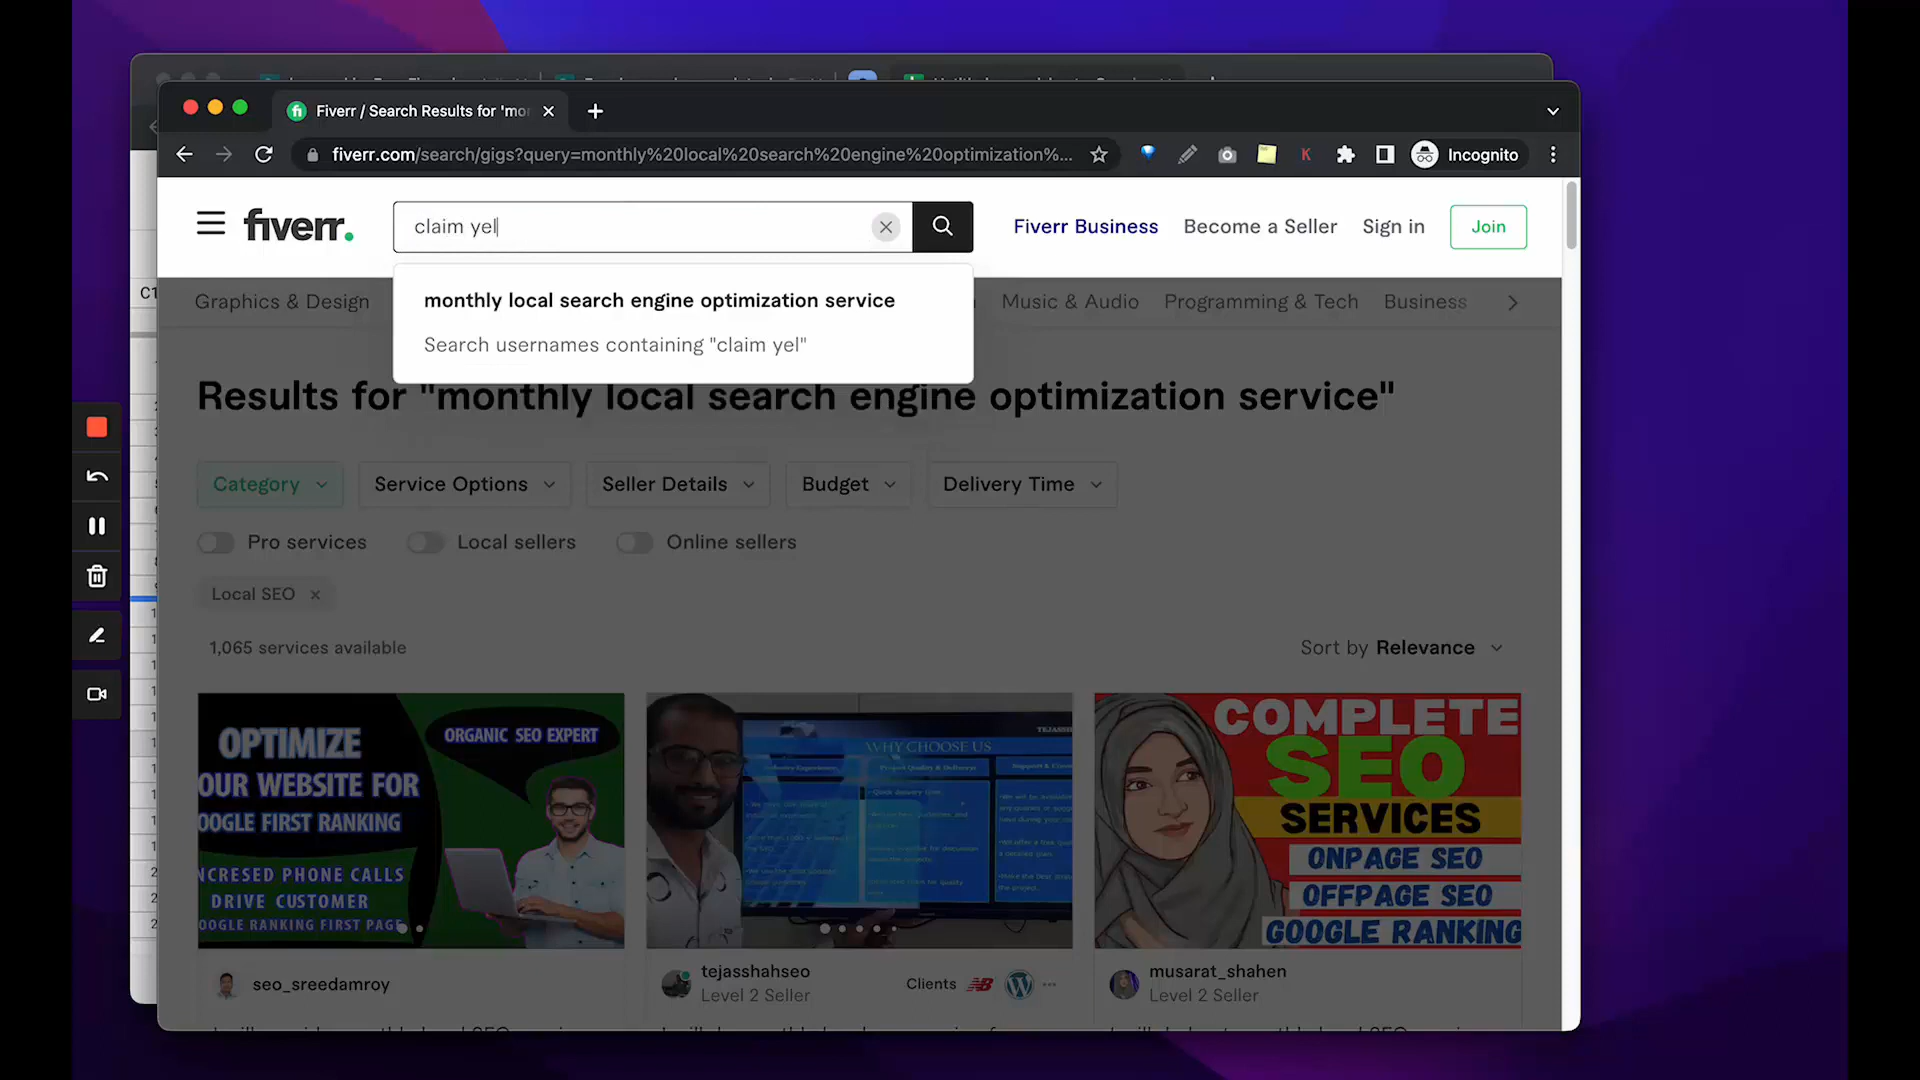 Fiverr / Search Results for 'mo
fiverr.com/search/gigs?query=monthly%20local%20search%20engine%20optimization%...
K
Incognito
fiverr.
claim yel
Fiverr Business
Become a Seller
Sign in
Join
C1
monthly local search engine optimization service
Search usernames containing "claim yel"
Graphics & Design
Music & Audio
Programming & Tech
Business
Results for "monthly local search engine optimization service"
Category
Service Options
Seller Details
Budget
Delivery Time
Pro services
Local sellers
Online sellers
Local SEO
1,065 services available
Sort by Relevance
OPTIMIZE
OUR WEBSITE FOR
OOGLE FIRST RANKING
NCRESED PHONE CALLS
DRIVE CUSTOMER
OOGLE RANKING FIRST PAGE
ORGANIC SEO EXPERT
TEJASSH
WHY CHOOSE US
COMPLETE
SEO
SERVICES
ONPAGE SEO
OFFPAGE SEO
GOOGLE RANKING
seo_sreedamroy
tejasshahseo
Level 2 Seller
Clients
musarat_shahen
Level 2 Seller